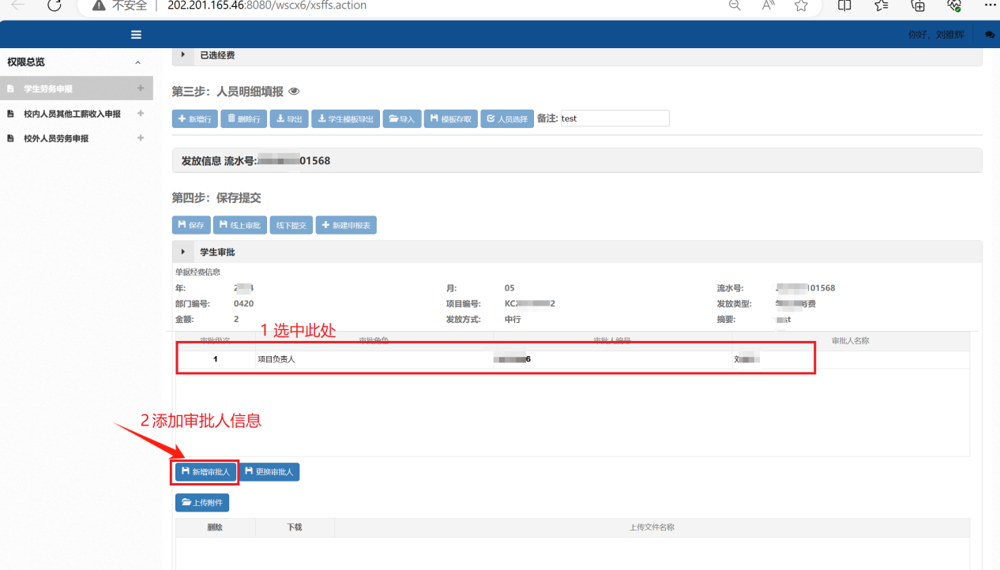 不安全 | 202.201.165.46:8080/wscx6/xsffs.action
你好，刘雅辉
权限总览
学生劳务申报
校内人员其他工薪收入申报
校外人员劳务申报
已选经费
第三步：人员明细填报
新增行 删除行 导出 学生模板导出 导入 模板存取 人员选择 备注: test
发放信息 流水号: 01568
第四步：保存提交
保存 线上审批 线下提交 新建申报表
学生审批
单据经费信息
年: 2 4 月: 05 流水号: 101568
部门编号: 0420 项目编号: KC 2 发放类型: 务费
金额: 2 发放方式: 中行 摘要: st
1 选中此处
审批级次 审批角色 审批人编号 审批人名称
1 项目负责人 6 刘
2 添加审批人信息
新增审批人 更换审批人
上传附件
删除 下载 上传文件名称